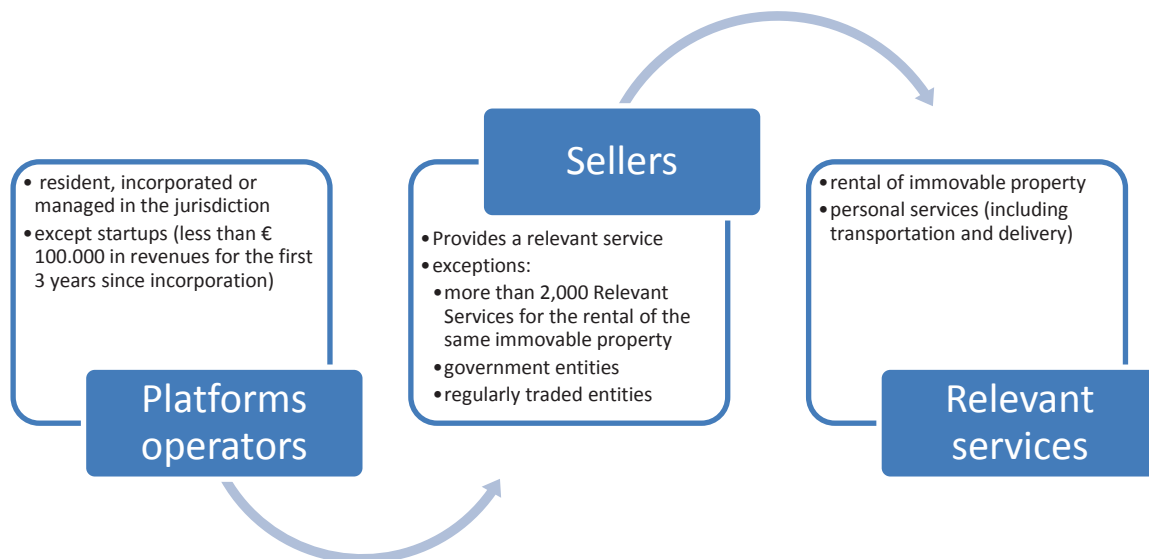 • resident, incorporated or
managed in the jurisdiction
• except startups (less than €
100.000 in revenues for the first
3 years since incorporation)
Platforms
operators
Sellers
• Provides a relevant service
• exceptions:
• more than 2,000 Relevant
Services for the rental of the
same immovable property
• government entities
• regularly traded entities
• rental of immovable property
• personal services (including
transportation and delivery)
Relevant
services